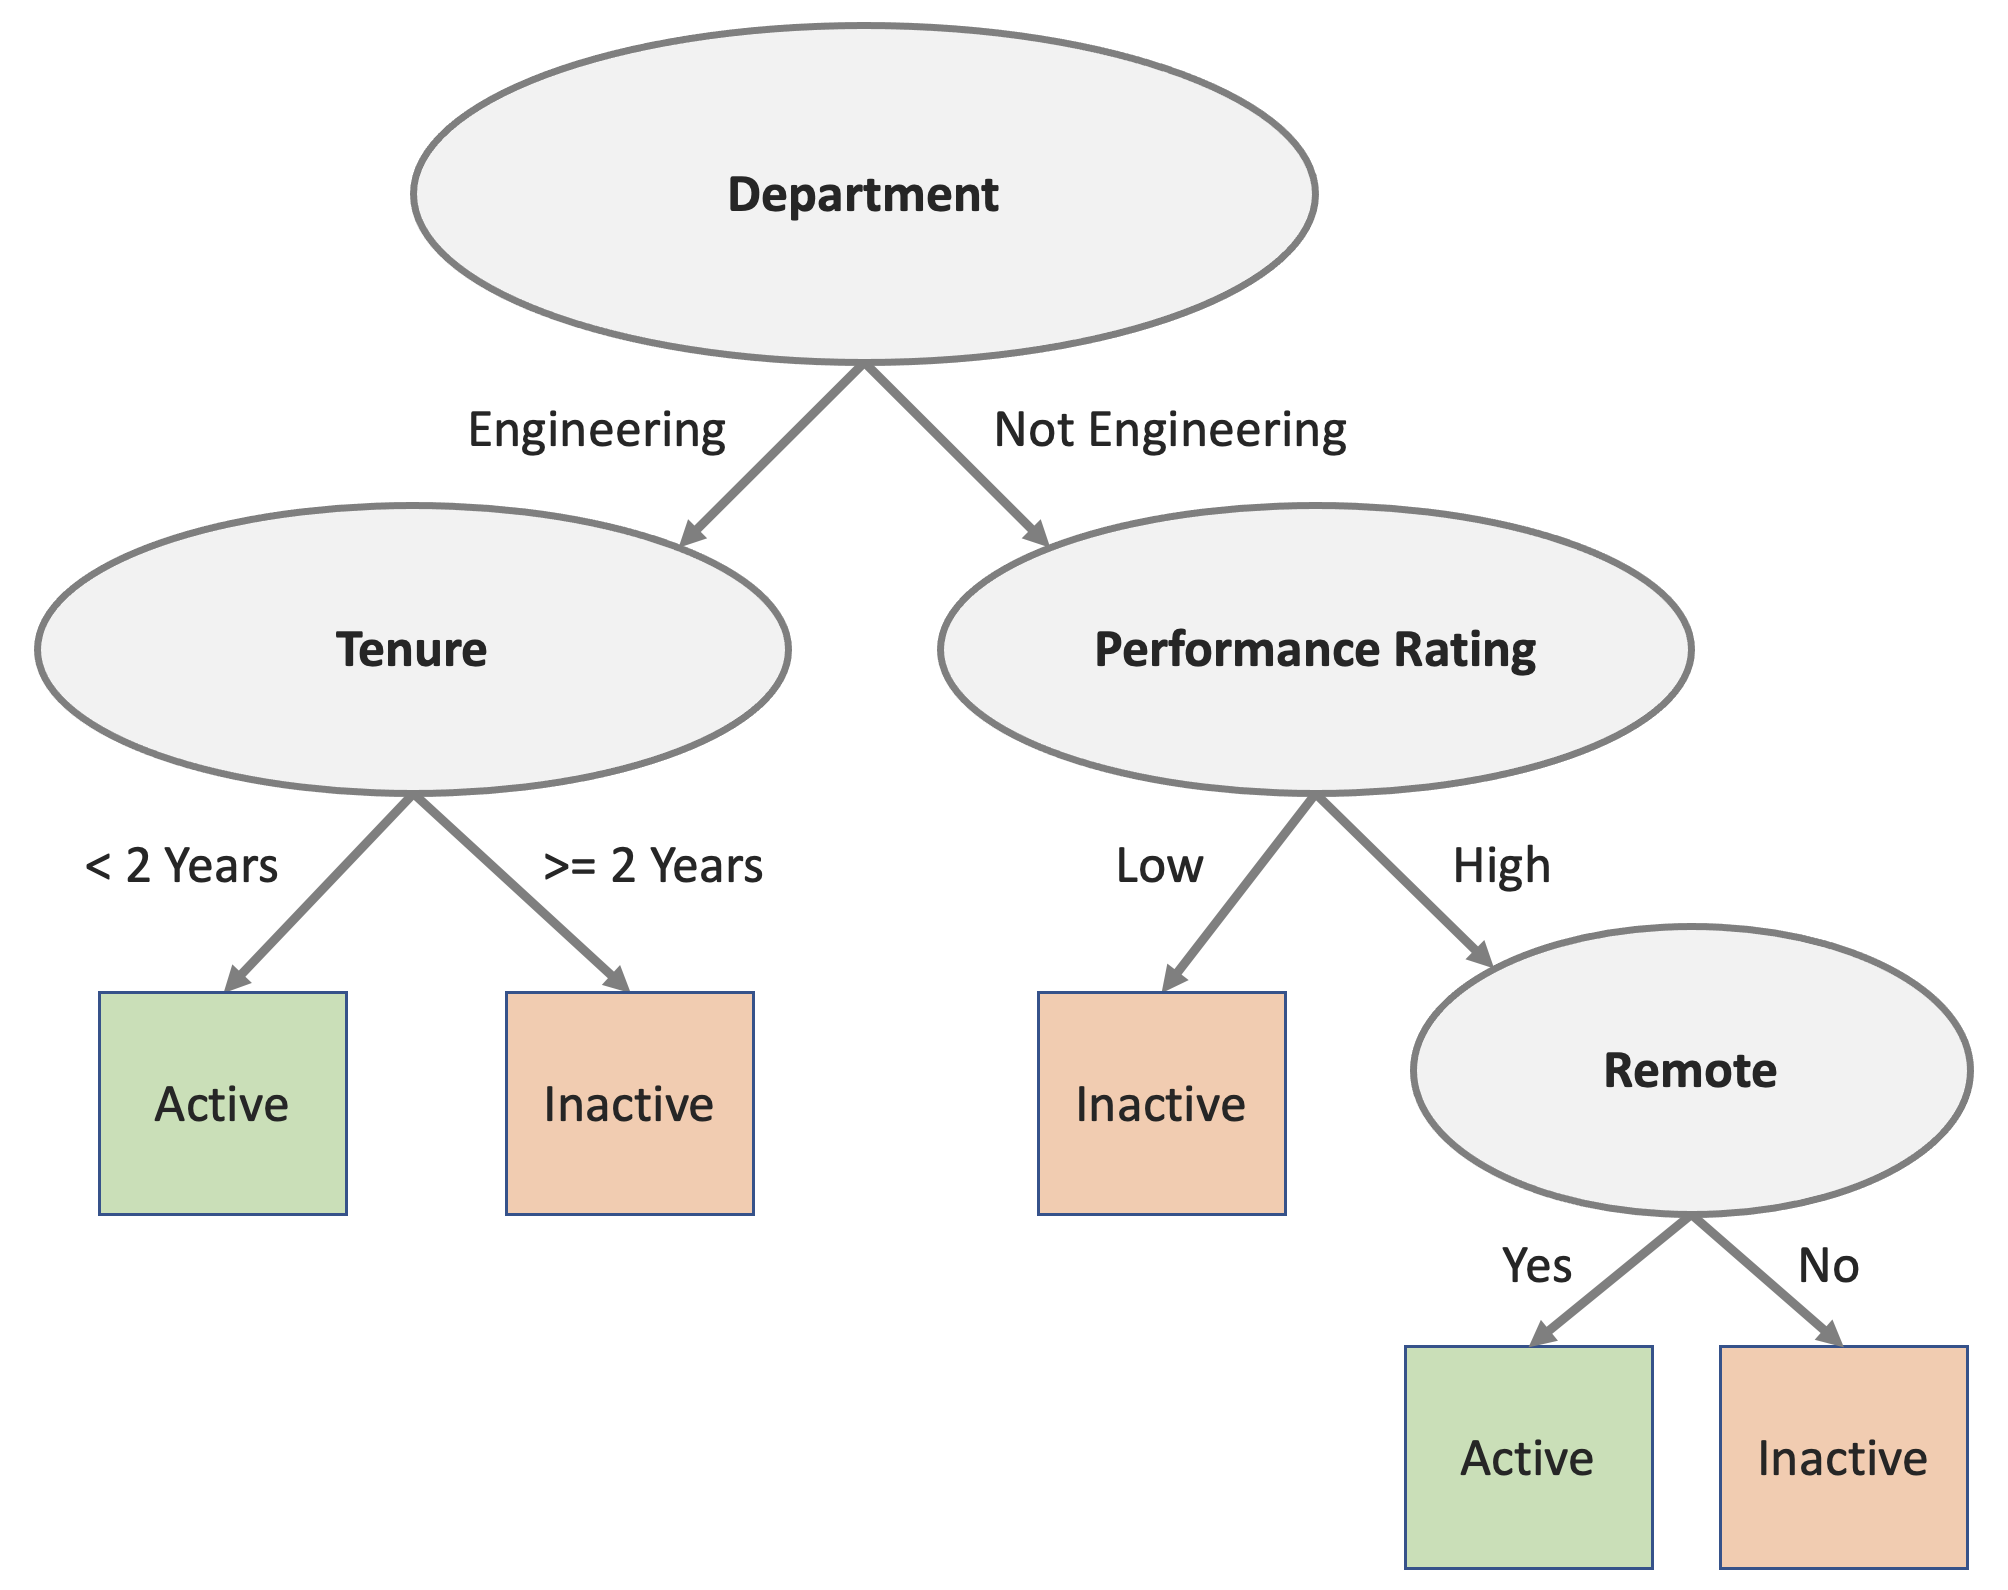 Department
Engineering
Not Engineering
Tenure
Performance Rating
< 2 Years
>= 2 Years
Low
High
Active
Inactive
Inactive
Remote
Yes
No
Active
Inactive